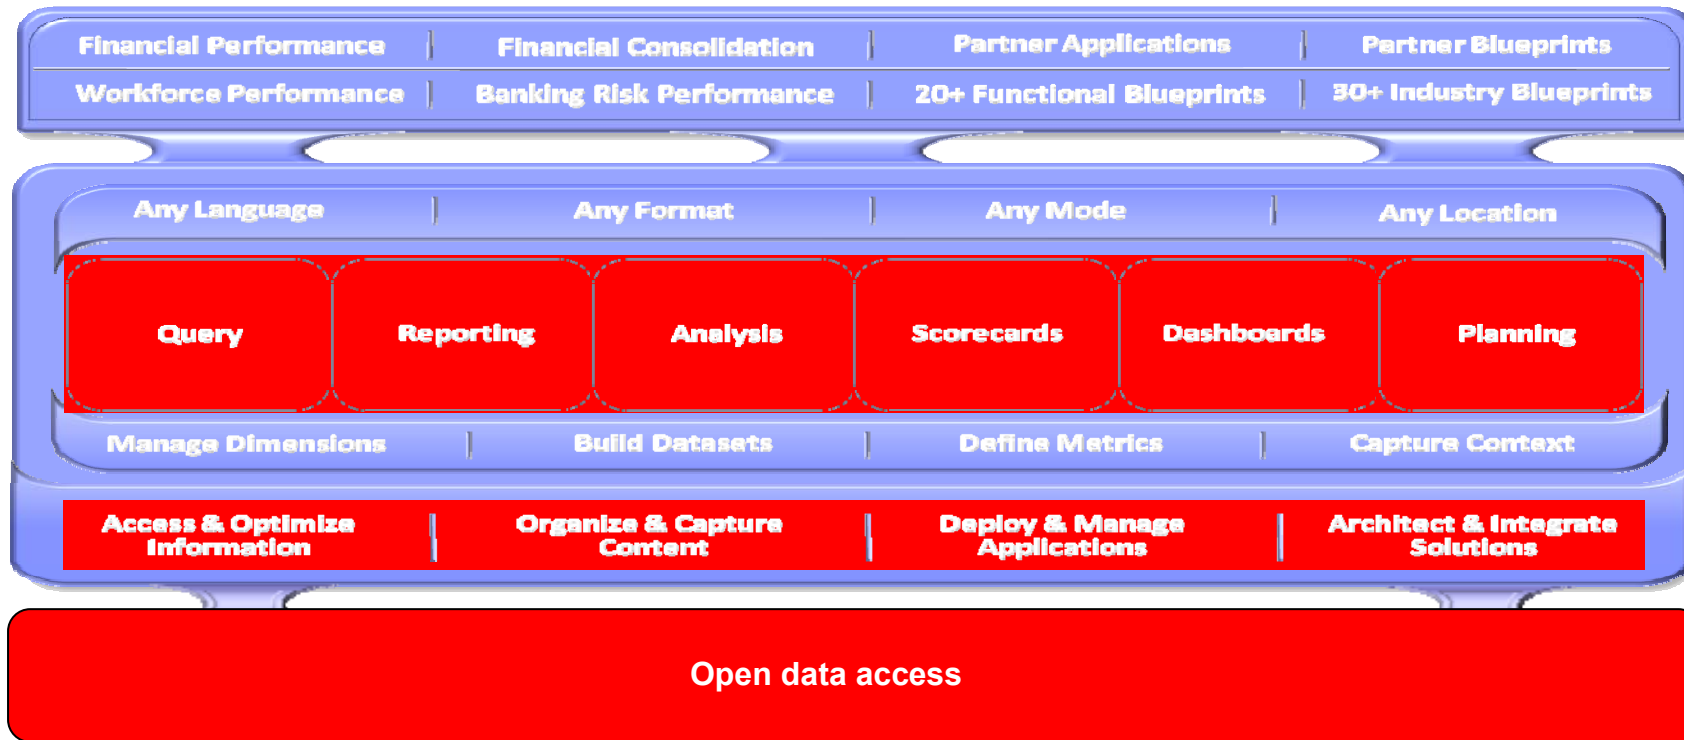 Financial Performance | Financial Consolidation | Partner Applications | Partner Blueprints
Workforce Performance | Banking Risk Performance | 20+ Functional Blueprints | 30+ Industry Blueprints
Any Language | Any Format | Any Mode | Any Location
Query Reporting Analysis Scorecards Dashboards Planning
Manage Dimensions | Build Datasets | Define Metrics | Capture Context
Access & Optimize Information | Organize & Capture Content | Deploy & Manage Applications | Architect & Integrate Solutions
Open data access